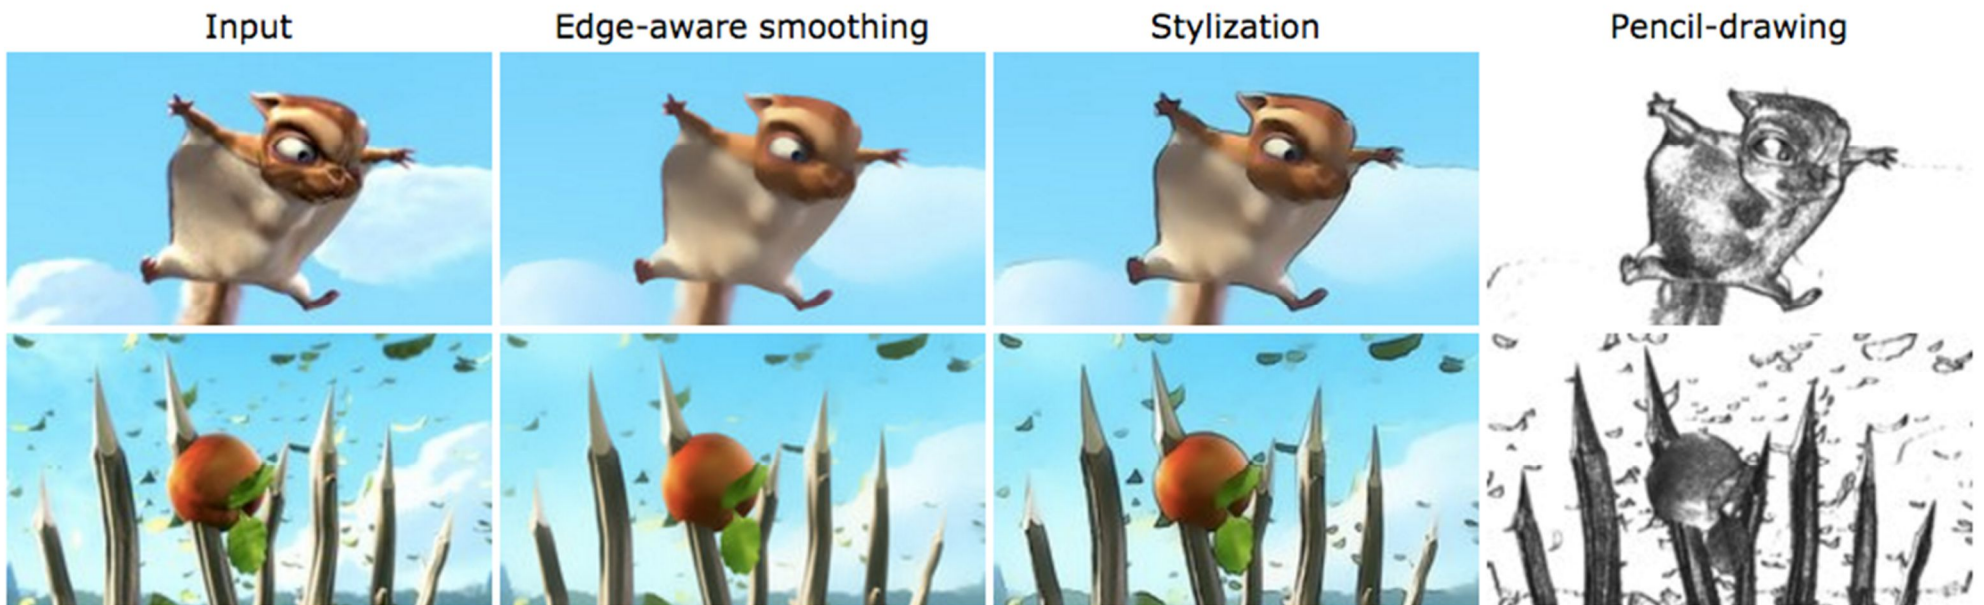 Input
Edge-aware smoothing
Stylization
Pencil-drawing